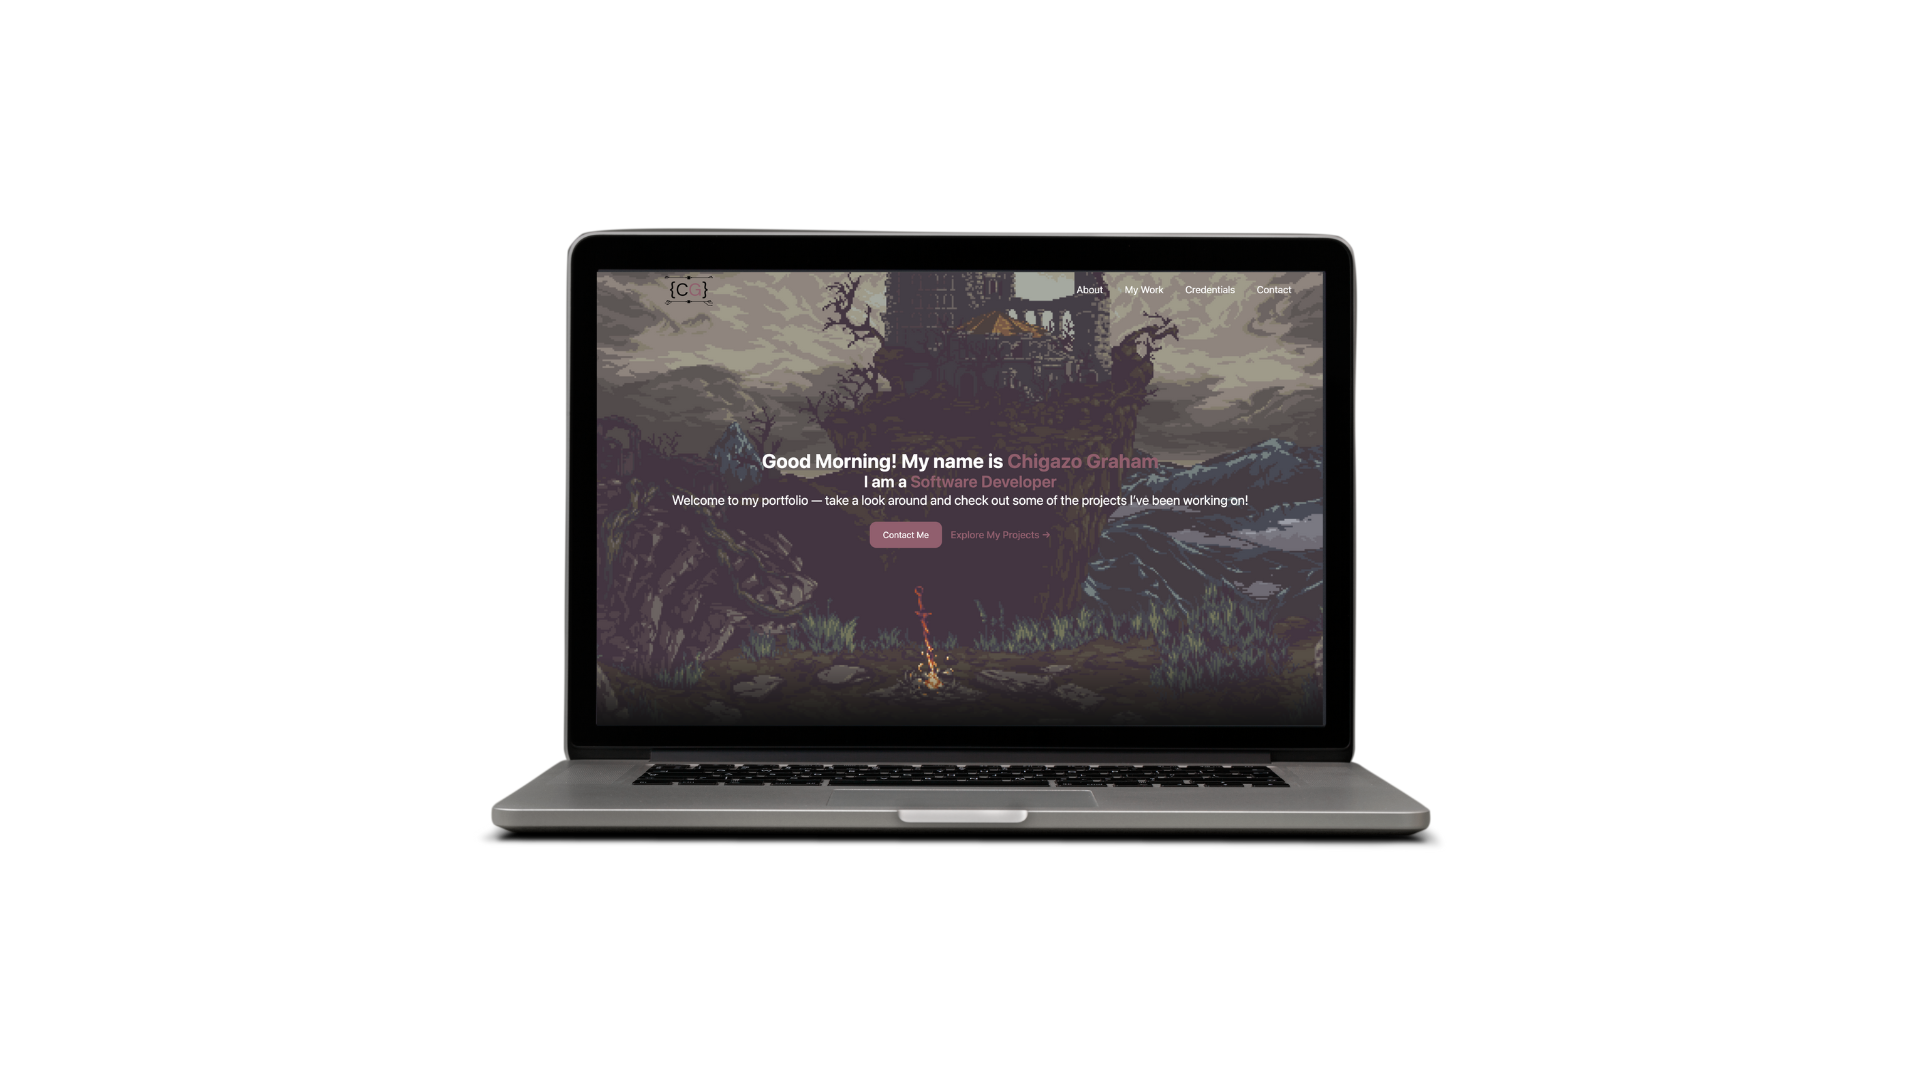 {CG}
About My Work Credentials Contact
Good Morning! My name is Chigazo Graham
I am a Software Developer
Welcome to my portfolio — take a look around and check out some of the projects I've been working on!
Contact Me Explore My Projects →